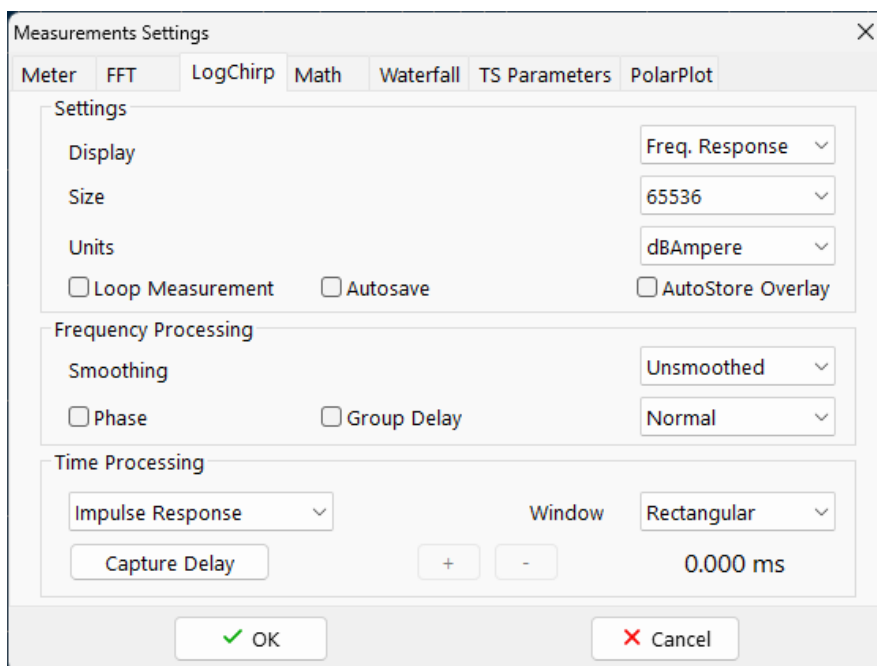 Measurements Settings
Meter FFT LogChirp Math Waterfall TS Parameters PolarPlot
Settings
Display Freq. Response
Size 65536
Units dBAmpere
Loop Measurement Autosave AutoStore Overlay
Frequency Processing
Smoothing Unsmoothed
Phase Group Delay Normal
Time Processing
Impulse Response Window Rectangular
Capture Delay + - 0.000 ms
OK Cancel